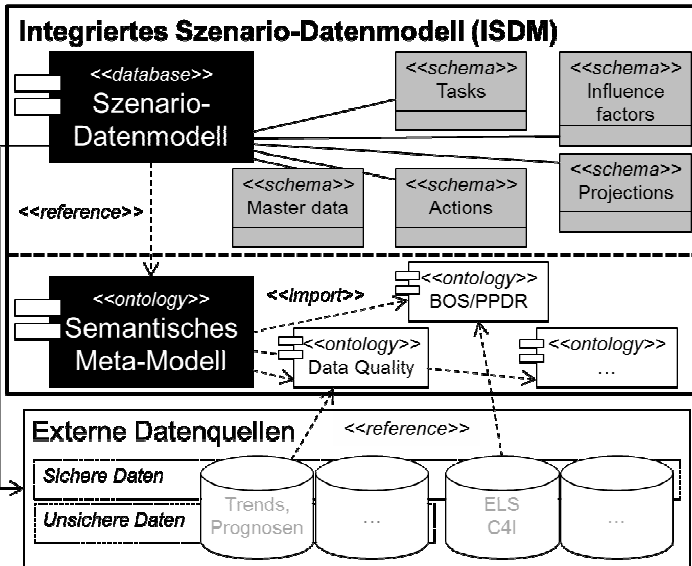 Integriertes Szenario-Datenmodell (ISDM)
<<database>>
Szenario-
Datenmodell
<<schema>>
Tasks
<<schema>>
Influence
factors
<<schema>>
Master data
<<schema>>
Actions
<<schema>>
Projections
<<reference>>
<<ontology>>
Semantisches
Meta-Modell
<<Import>>
<<ontology>>
BOS/PPDR
<<ontology>>
Data Quality
<<ontology>>
...
Externe Datenquellen
<<reference>>
Sichere Daten
Unsichere Daten
Trends,
Prognosen
...
ELS
C4I
...